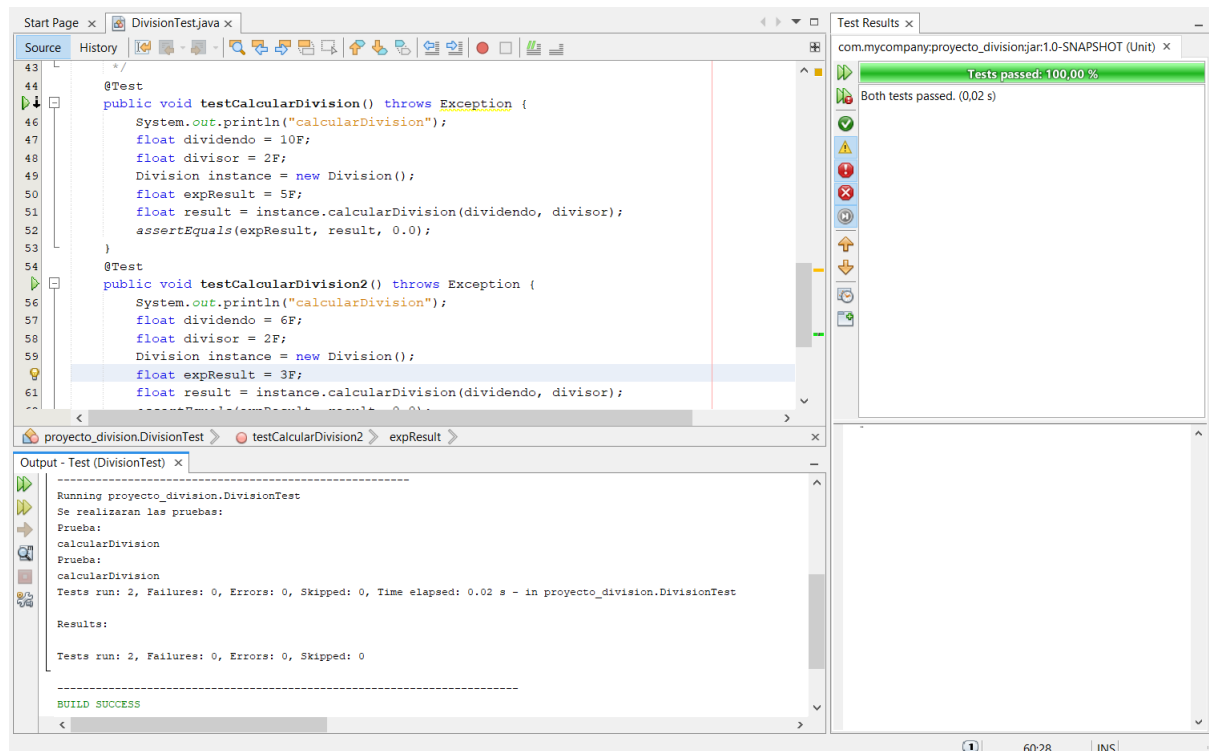 Start Page × DivisionTest.java ×
Source History
43 */
44 @Test
public void testCalcularDivision() throws Exception {
46 System.out.println("calcularDivision");
47 float dividendo = 10F;
48 float divisor = 2F;
49 Division instance = new Division();
50 float expResult = 5F;
51 float result = instance.calcularDivision(dividendo, divisor);
52 assertEquals(expResult, result, 0.0);
53 }
54 @Test
public void testCalcularDivision2() throws Exception {
56 System.out.println("calcularDivision");
57 float dividendo = 6F;
58 float divisor = 2F;
59 Division instance = new Division();
float expResult = 3F;
61 float result = instance.calcularDivision(dividendo, divisor);
proyecto_division.DivisionTest testCalcularDivision2 expResult
Output - Test (DivisionTest) ×
-------------------------------------------------------
Running proyecto_division.DivisionTest
Se realizaran las pruebas:
Prueba:
calcularDivision
Prueba:
calcularDivision
Tests run: 2, Failures: 0, Errors: 0, Skipped: 0, Time elapsed: 0.02 s - in proyecto_division.DivisionTest
Results:
Tests run: 2, Failures: 0, Errors: 0, Skipped: 0
------------------------------------------------------------------------
BUILD SUCCESS
Test Results ×
com.mycompany:proyecto_division:jar:1.0-SNAPSHOT (Unit) ×
Tests passed: 100,00 %
Both tests passed. (0,02 s)
1 60:28 INS